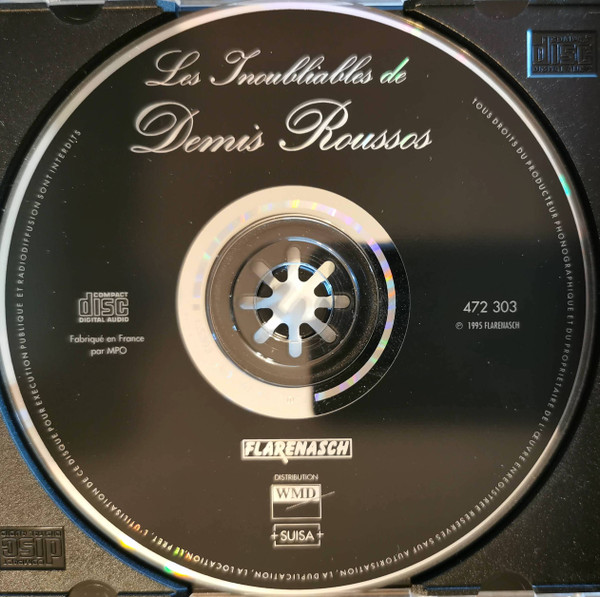 Les Inoubliables de
Demis Roussos
COMPACT
disc
DIGITAL AUDIO
Fabriqué en France
par MPO
472 303
℗ 1995 FLARENASCH
FLARENASCH
DISTRIBUTION
WMD
SUISA
TOUS DROITS DU PRODUCTEUR PHONOGRAPHIQUE ET DU PROPRIETAIRE DE L'ŒUVRE ENREGISTREE RESERVES SAUF AUTORISATION, LA DUPLICATION, LA LOCATION, LE PRET, L'UTILISATION DE CE DISQUE POUR EXECUTION PUBLIQUE ET RADIODIFFUSION SONT INTERDITS
disc
disc